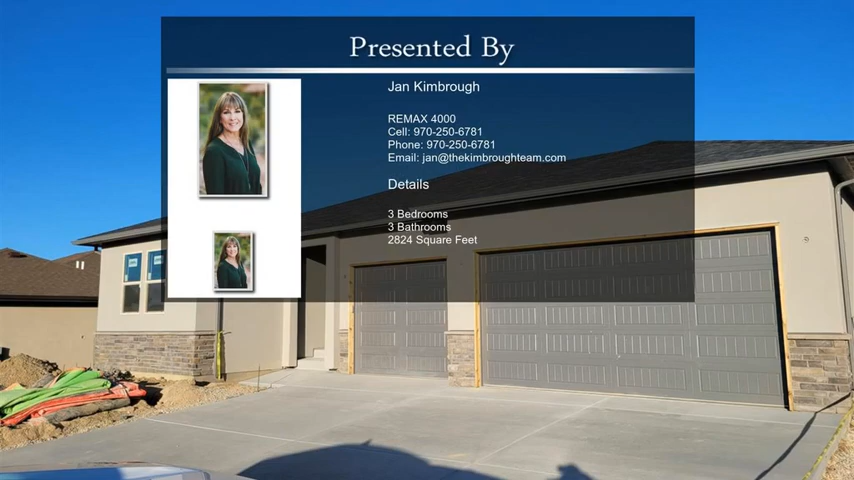 Presented By
Jan Kimbrough
REMAX 4000
Cell: 970-250-6781
Phone: 970-250-6781
Email: jan@thekimbroughteam.com
Details
3 Bedrooms
3 Bathrooms
2824 Square Feet